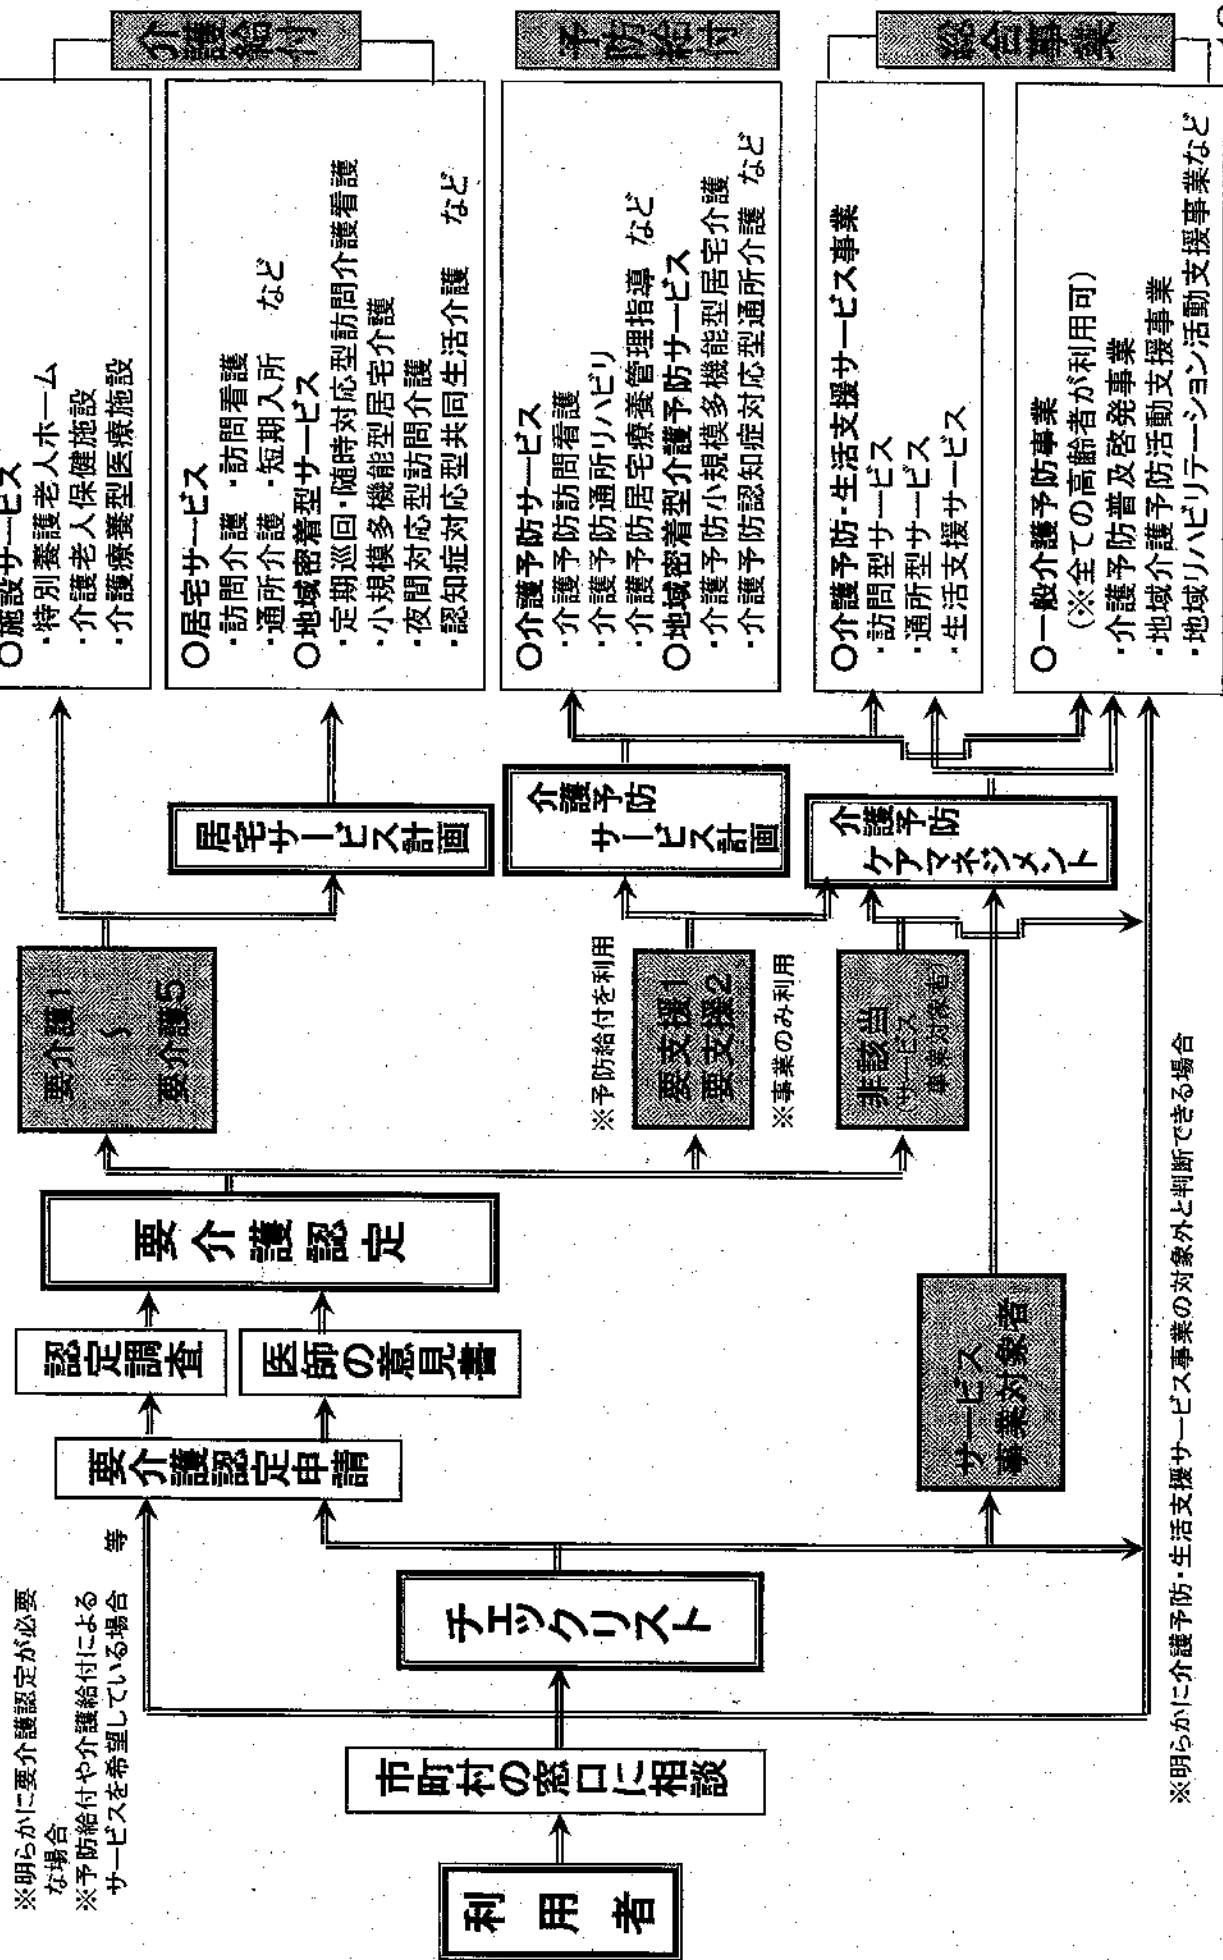 ※明らかに要介護認定が必要
な場合
※予防給付や介護給付による
サービスを希望している場合 等
利用者
市町村の窓口に相談
チェックリスト
要介護認定申請
認定調査
医師の意見書
要介護認定
サービス
事業対象者
要介護1
〜
要介護5
※予防給付を利用
要支援1
要支援2
※事業のみ利用
非該当
(サービス
事業対象者)
居宅サービス計画
介護予防
サービス計画
介護予防
ケアマネジメント
○施設サービス
・特別養護老人ホーム
・介護老人保健施設
・介護療養型医療施設
○居宅サービス
・訪問介護 ・訪問看護
・通所介護 ・短期入所 など
○地域密着型サービス
・定期巡回・随時対応型訪問介護看護
・小規模多機能型居宅介護
・夜間対応型訪問介護
・認知症対応型共同生活介護 など
介護給付
○介護予防サービス
・介護予防訪問看護
・介護予防通所リハビリ
・介護予防居宅療養管理指導 など
○地域密着型介護予防サービス
・介護予防小規模多機能型居宅介護
・介護予防認知症対応型通所介護 など
予防給付
○介護予防・生活支援サービス事業
・訪問型サービス
・通所型サービス
・生活支援サービス
○一般介護予防事業
(※全ての高齢者が利用可)
・介護予防普及啓発事業
・地域介護予防活動支援事業
・地域リハビリテーション活動支援事業など
総合事業
※明らかに介護予防・生活支援サービス事業の対象外と判断できる場合